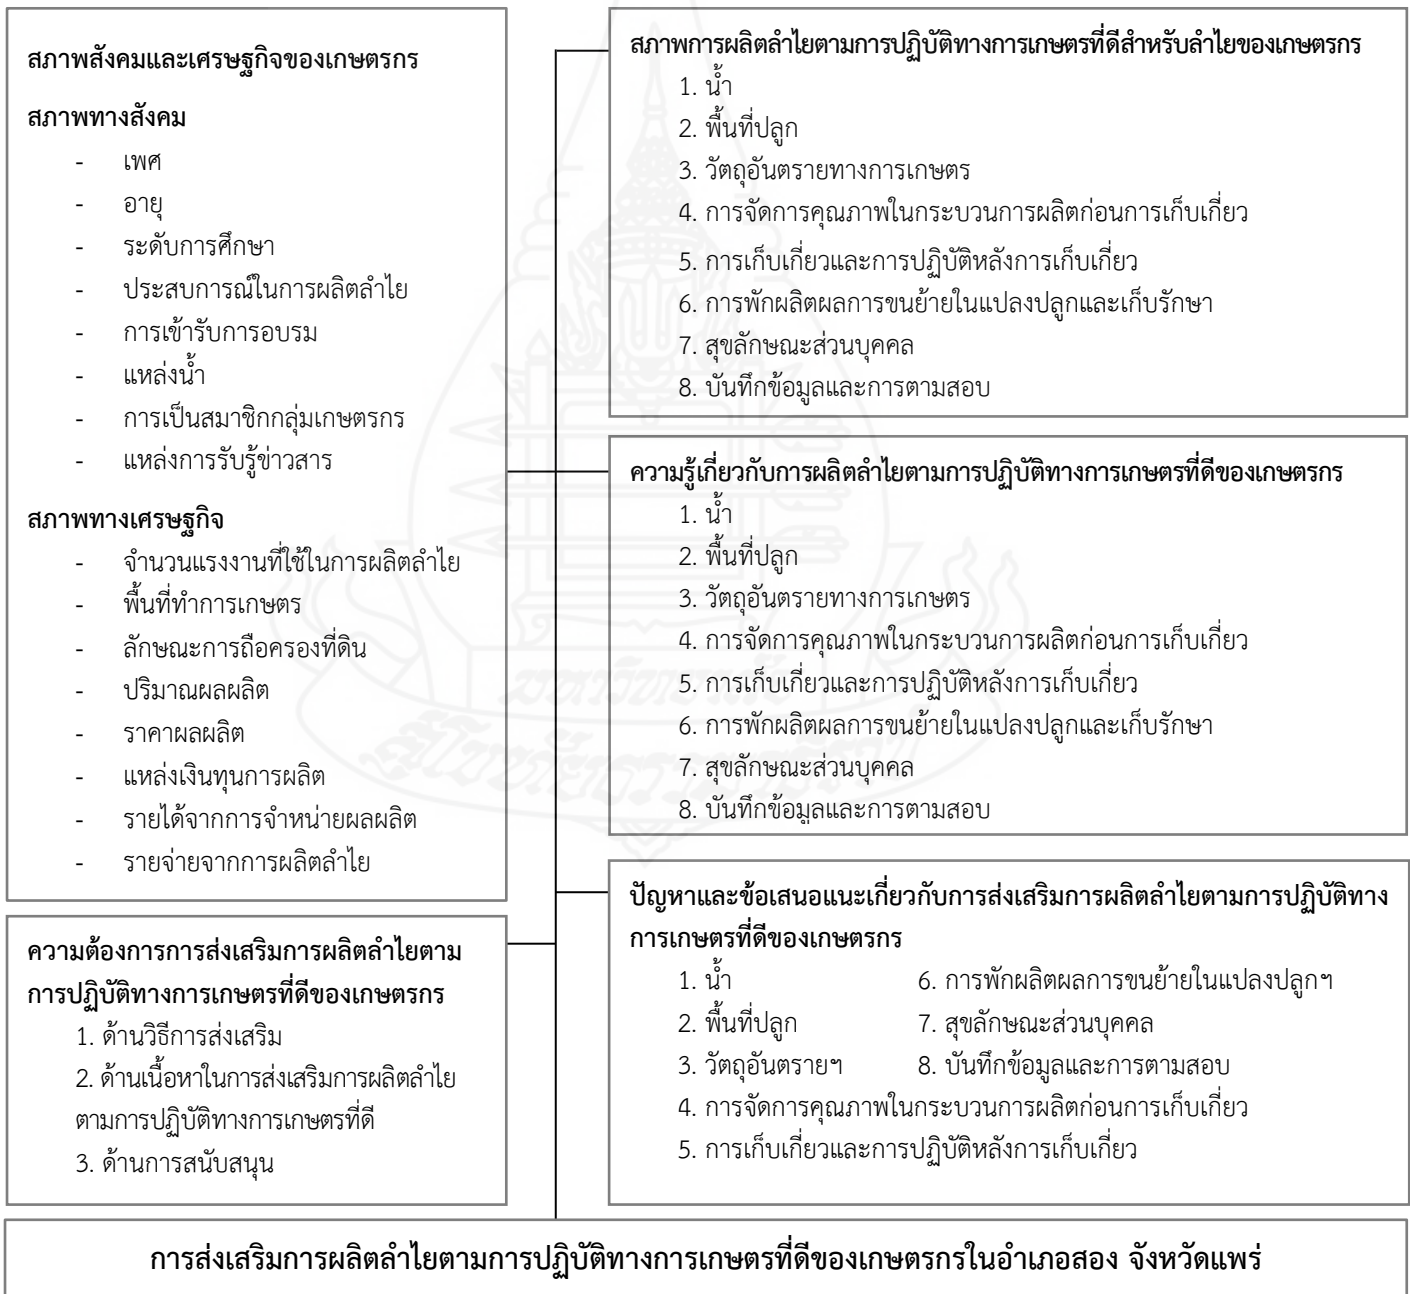 สภาพสังคมและเศรษฐกิจของเกษตรกร
สภาพทางสังคม
- เพศ
- อายุ
- ระดับการศึกษา
- ประสบการณ์ในการผลิตลำไย
- การเข้ารับการอบรม
- แหล่งน้ำ
- การเป็นสมาชิกกลุ่มเกษตรกร
- แหล่งการรับรู้ข่าวสาร
สภาพทางเศรษฐกิจ
- จำนวนแรงงานที่ใช้ในการผลิตลำไย
- พื้นที่ทำการเกษตร
- ลักษณะการถือครองที่ดิน
- ปริมาณผลผลิต
- ราคาผลผลิต
- แหล่งเงินทุนการผลิต
- รายได้จากการจำหน่ายผลผลิต
- รายจ่ายจากการผลิตลำไย
ความต้องการการส่งเสริมการผลิตลำไยตาม
การปฏิบัติทางการเกษตรที่ดีของเกษตรกร
1. ด้านวิธีการส่งเสริม
2. ด้านเนื้อหาในการส่งเสริมการผลิตลำไย
ตามการปฏิบัติทางการเกษตรที่ดี
3. ด้านการสนับสนุน
สภาพการผลิตลำไยตามการปฏิบัติทางการเกษตรที่ดีสำหรับลำไยของเกษตรกร
1. น้ำ
2. พื้นที่ปลูก
3. วัตถุอันตรายทางการเกษตร
4. การจัดการคุณภาพในกระบวนการผลิตก่อนการเก็บเกี่ยว
5. การเก็บเกี่ยวและการปฏิบัติหลังการเก็บเกี่ยว
6. การพักผลิตผลการขนย้ายในแปลงปลูกและเก็บรักษา
7. สุขลักษณะส่วนบุคคล
8. บันทึกข้อมูลและการตามสอบ
ความรู้เกี่ยวกับการผลิตลำไยตามการปฏิบัติทางการเกษตรที่ดีของเกษตรกร
1. น้ำ
2. พื้นที่ปลูก
3. วัตถุอันตรายทางการเกษตร
4. การจัดการคุณภาพในกระบวนการผลิตก่อนการเก็บเกี่ยว
5. การเก็บเกี่ยวและการปฏิบัติหลังการเก็บเกี่ยว
6. การพักผลิตผลการขนย้ายในแปลงปลูกและเก็บรักษา
7. สุขลักษณะส่วนบุคคล
8. บันทึกข้อมูลและการตามสอบ
ปัญหาและข้อเสนอแนะเกี่ยวกับการส่งเสริมการผลิตลำไยตามการปฏิบัติทาง
การเกษตรที่ดีของเกษตรกร
1. น้ำ 6. การพักผลิตผลการขนย้ายในแปลงปลูกฯ
2. พื้นที่ปลูก 7. สุขลักษณะส่วนบุคคล
3. วัตถุอันตรายฯ 8. บันทึกข้อมูลและการตามสอบ
4. การจัดการคุณภาพในกระบวนการผลิตก่อนการเก็บเกี่ยว
5. การเก็บเกี่ยวและการปฏิบัติหลังการเก็บเกี่ยว
การส่งเสริมการผลิตลำไยตามการปฏิบัติทางการเกษตรที่ดีของเกษตรกรในอำเภอสอง จังหวัดแพร่
มหาวิทยาลัย
สุโขทัยธรรมาธิราช